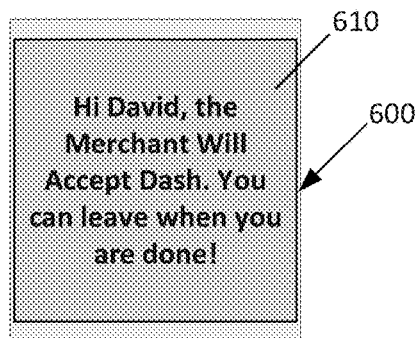 610
600
Hi David, the
Merchant Will
Accept Dash. You
can leave when you
are done!